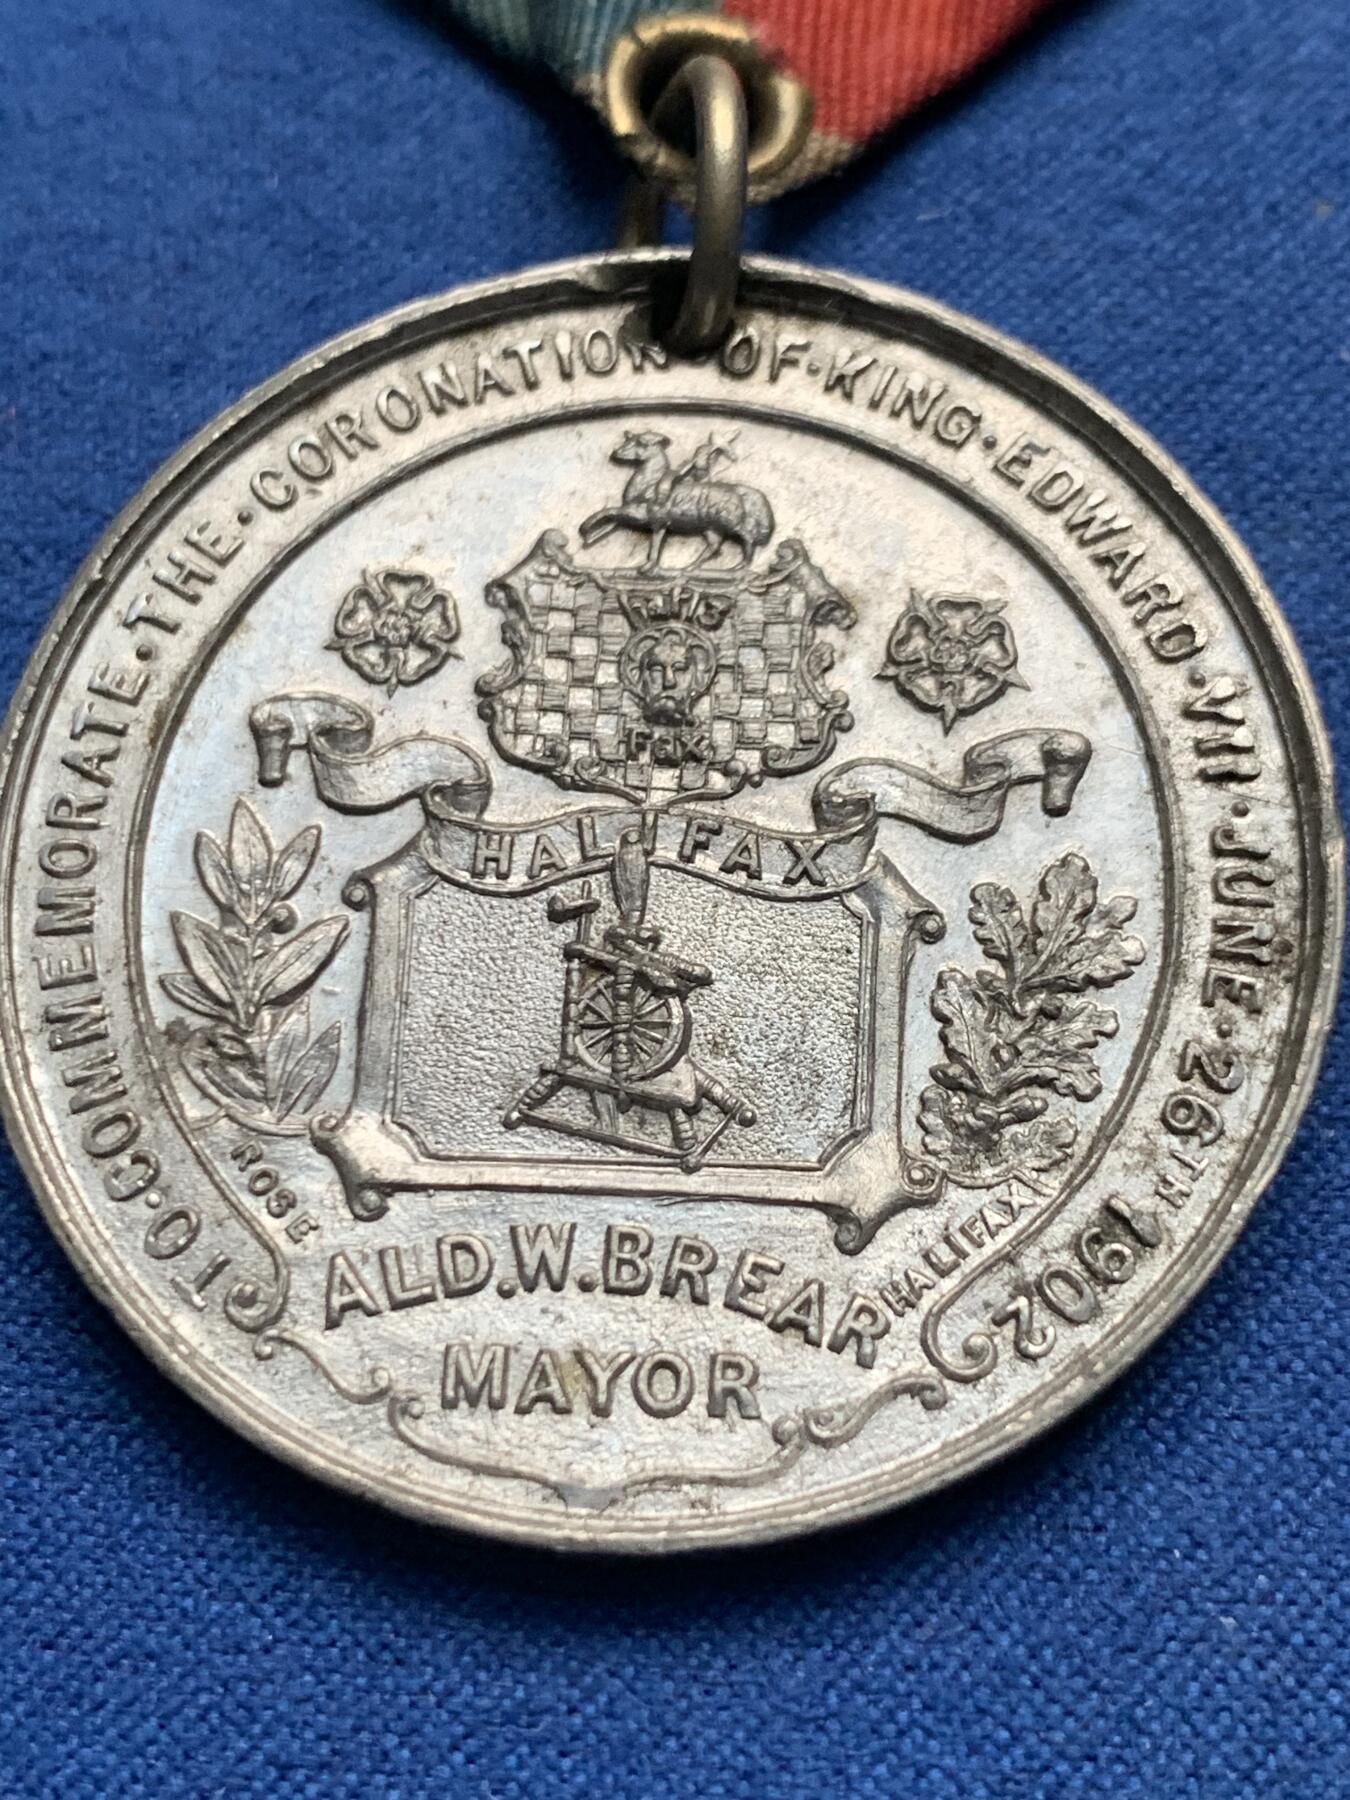 TO·COMMEMORATE·THE·CORONATION OF·KING·EDWARD·VII·JUNE·26TH 1902
FAX
HALIFAX
ROSE
HALIFAX
ALD.W.BREAR
MAYOR